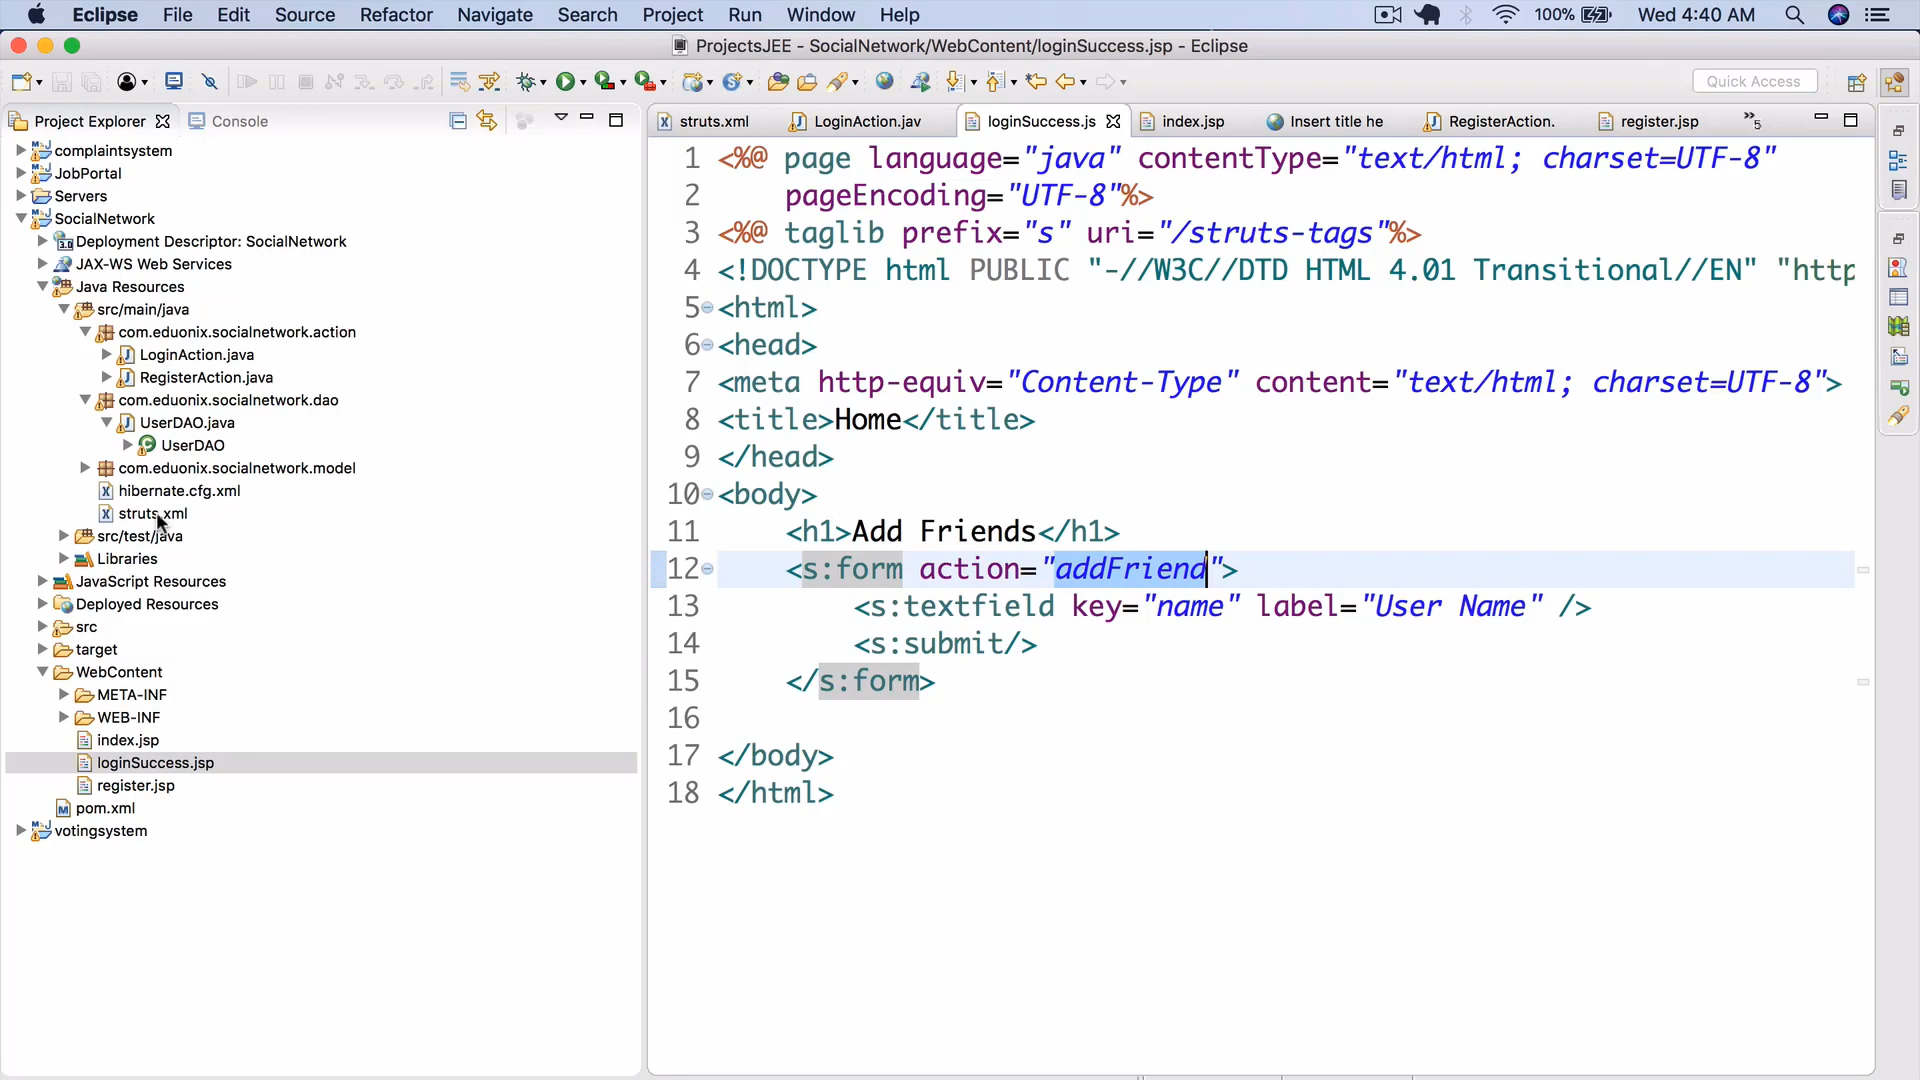 Eclipse File Edit Source Refactor Navigate Search Project Run Window Help 100% Wed 4:40 AM
ProjectsJEE - SocialNetwork/WebContent/loginSuccess.jsp - Eclipse
Quick Access
Project Explorer Console
complaintsystem
JobPortal
Servers
SocialNetwork
Deployment Descriptor: SocialNetwork
JAX-WS Web Services
Java Resources
src/main/java
com.eduonix.socialnetwork.action
LoginAction.java
RegisterAction.java
com.eduonix.socialnetwork.dao
UserDAO.java
UserDAO
com.eduonix.socialnetwork.model
hibernate.cfg.xml
struts.xml
src/test/java
Libraries
JavaScript Resources
Deployed Resources
src
target
WebContent
META-INF
WEB-INF
index.jsp
loginSuccess.jsp
register.jsp
pom.xml
votingsystem
struts.xml LoginAction.jav loginSuccess.js index.jsp Insert title he RegisterAction. register.jsp »5
1 <%@ page language="java" contentType="text/html; charset=UTF-8"
2 pageEncoding="UTF-8"%>
3 <%@ taglib prefix="s" uri="/struts-tags"%>
4 <!DOCTYPE html PUBLIC "-//W3C//DTD HTML 4.01 Transitional//EN" "http
5 <html>
6 <head>
7 <meta http-equiv="Content-Type" content="text/html; charset=UTF-8">
8 <title>Home</title>
9 </head>
10 <body>
11 <h1>Add Friends</h1>
12 <s:form action="addFriend">
13 <s:textfield key="name" label="User Name" />
14 <s:submit/>
15 </s:form>
16
17 </body>
18 </html>